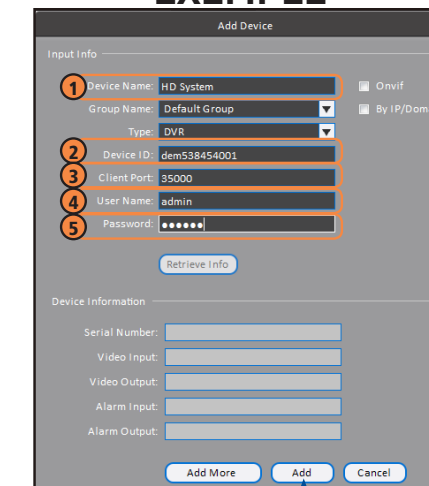 Add Device
Input Info
1 Device Name: HD System Onvif
Group Name: Default Group By IP/Dom
Type: DVR
2 Device ID: dem538454001
3 Client Port: 35000
4 User Name: admin
5 Password: ●●●●●●
Retrieve Info
Device Information
Serial Number:
Video Input:
Video Output:
Alarm Input:
Alarm Output:
Add More Add Cancel